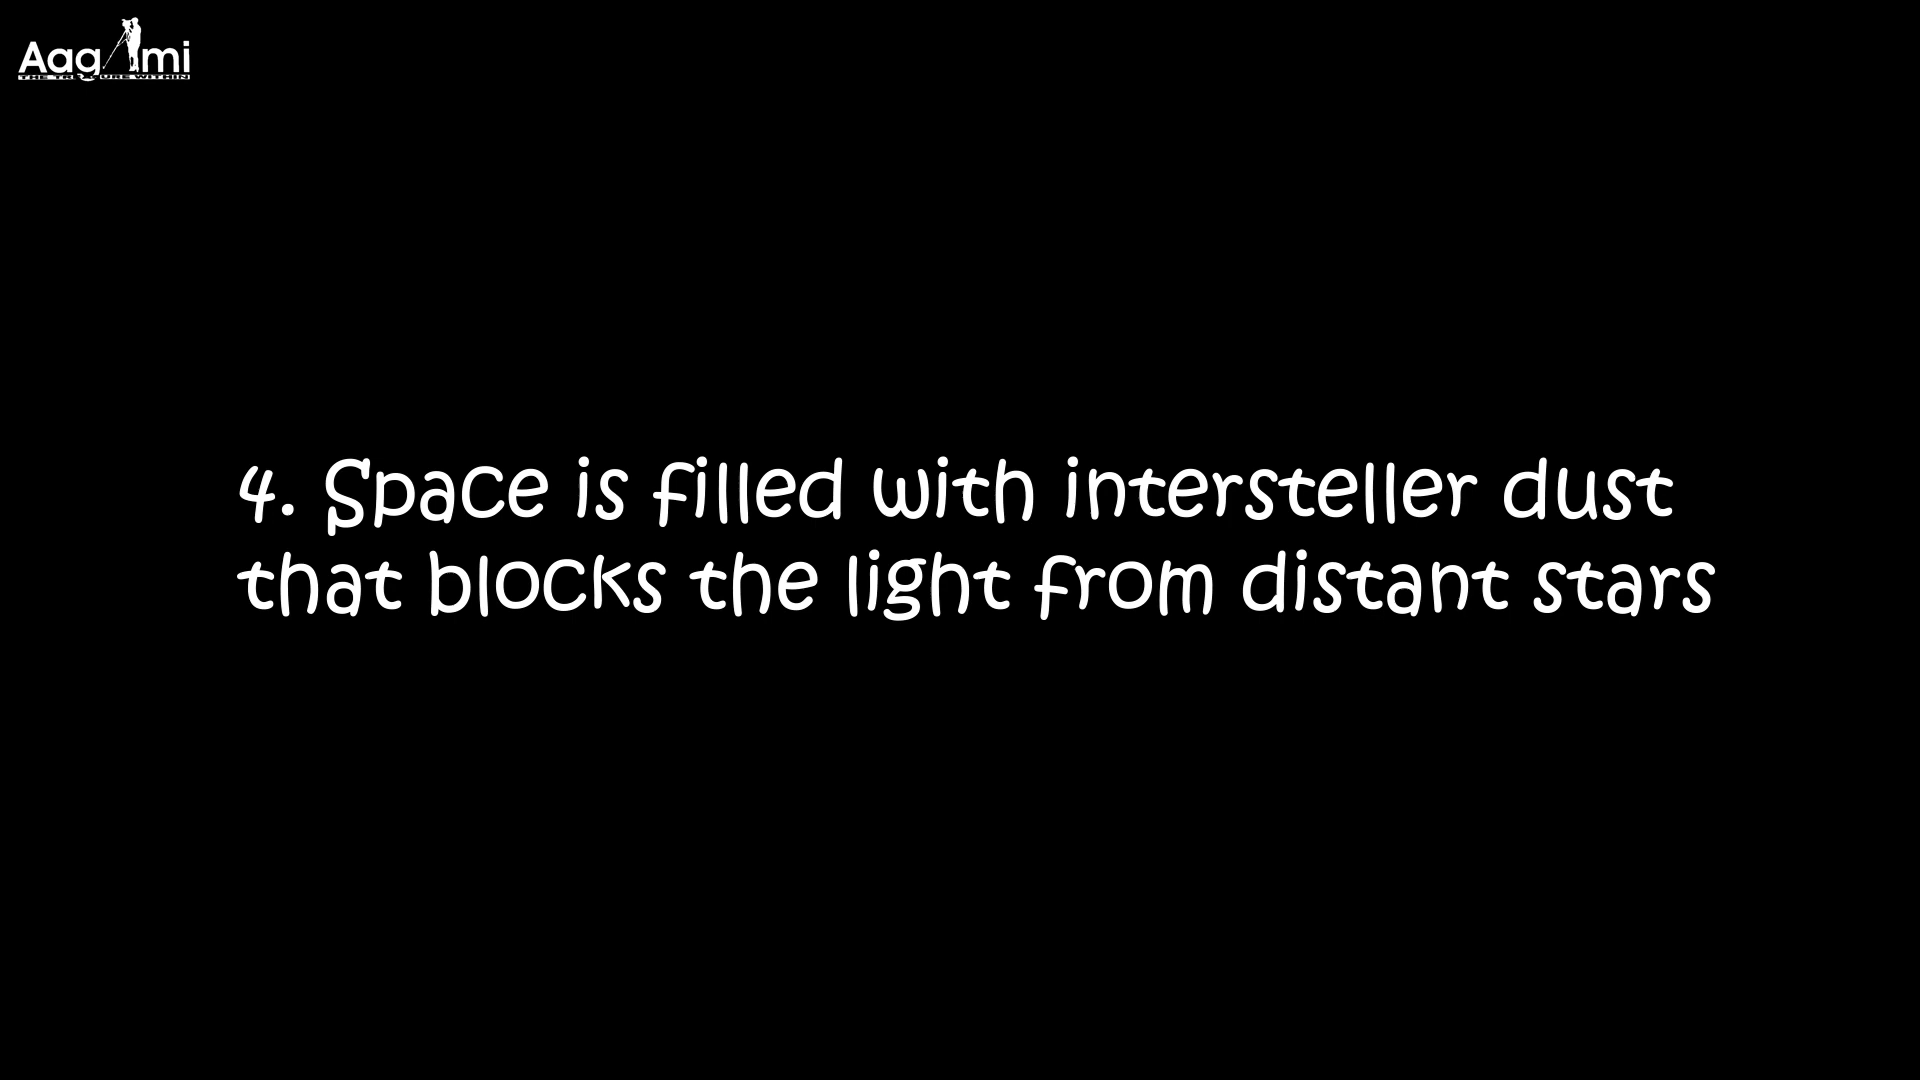 Aagami
4. Space is filled with intersteller dust
that blocks the light from distant stars